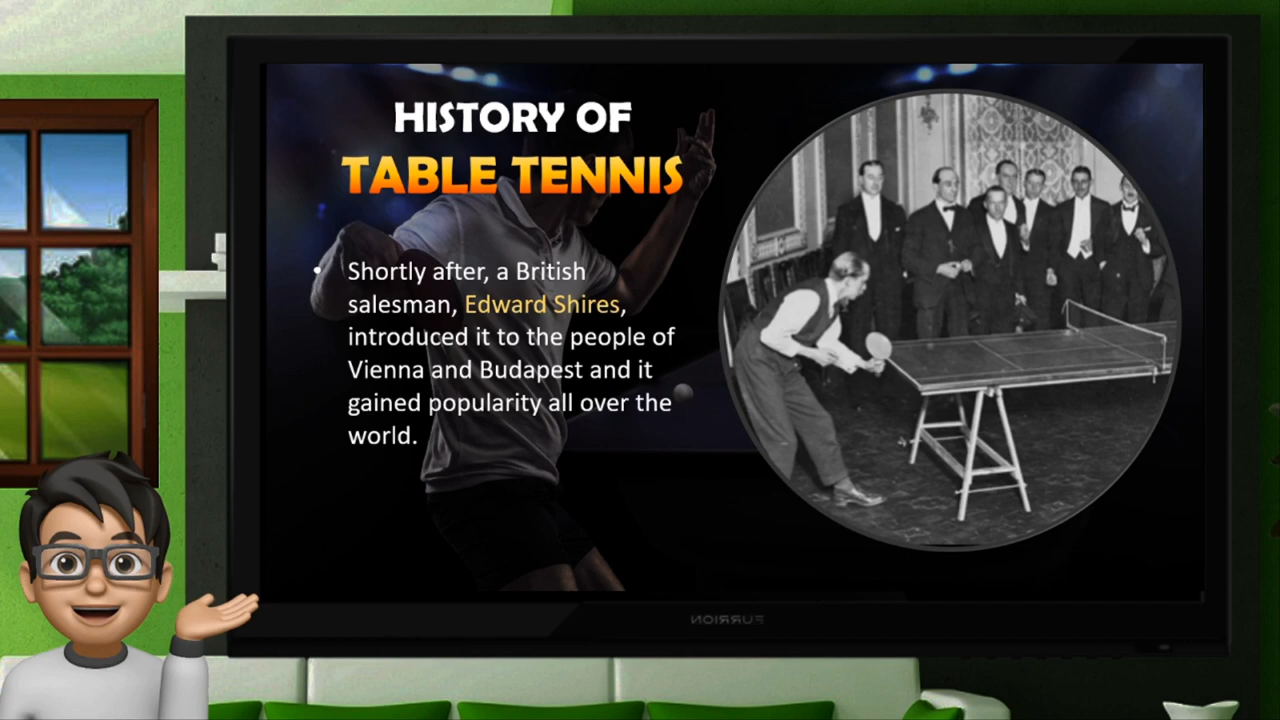 HISTORY OF
TABLE TENNIS
• Shortly after, a British
salesman, Edward Shires,
introduced it to the people of
Vienna and Budapest and it
gained popularity all over the
world.
FURRION